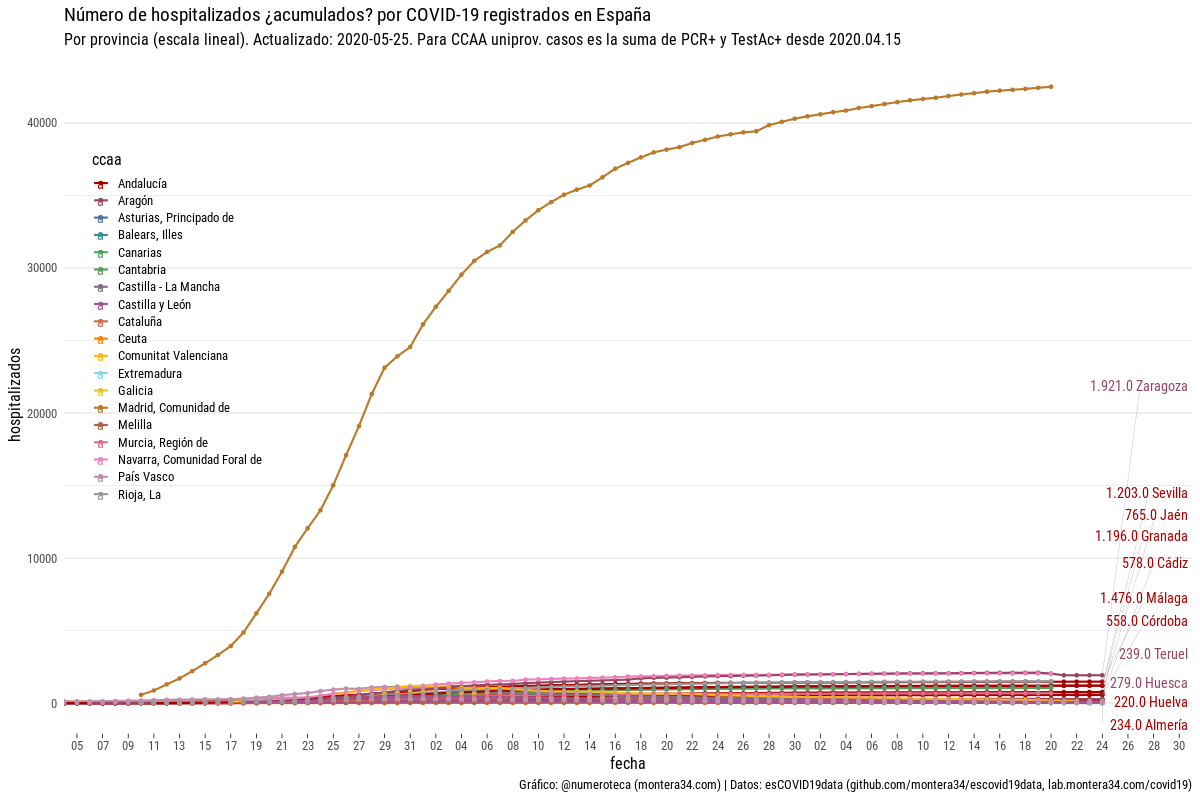 Número de hospitalizados ¿acumulados? por COVID-19 registrados en España
Por provincia (escala lineal). Actualizado: 2020-05-25. Para CCAA uniprov. casos es la suma de PCR+ y TestAc+ desde 2020.04.15
hospitalizados
40000
30000
20000
10000
0
ccaa
Andalucía
Aragón
Asturias, Principado de
Balears, Illes
Canarias
Cantabria
Castilla - La Mancha
Castilla y León
Cataluña
Ceuta
Comunitat Valenciana
Extremadura
Galicia
Madrid, Comunidad de
Melilla
Murcia, Región de
Navarra, Comunidad Foral de
País Vasco
Rioja, La
1.921.0 Zaragoza
1.203.0 Sevilla
765.0 Jaén
1.196.0 Granada
578.0 Cádiz
1.476.0 Málaga
558.0 Córdoba
239.0 Teruel
279.0 Huesca
220.0 Huelva
234.0 Almería
05 07 09 11 13 15 17 19 21 23 25 27 29 31 02 04 06 08 10 12 14 16 18 20 22 24 26 28 30 02 04 06 08 10 12 14 16 18 20 22 24 26 28 30
fecha
Gráfico: @numeroteca (montera34.com) | Datos: esCOVID19data (github.com/montera34/escovid19data, lab.montera34.com/covid19)